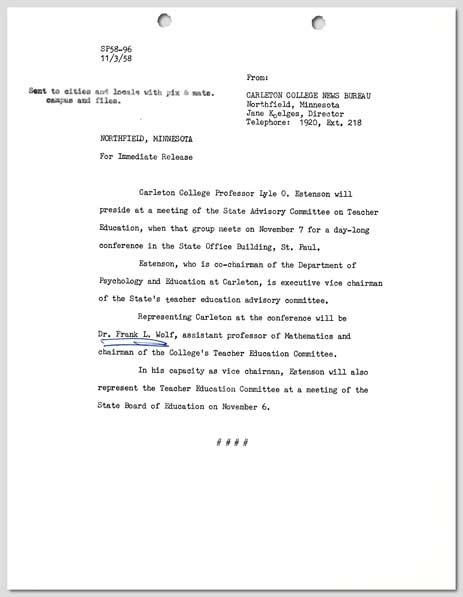 SP58-96
11/3/58
From:
Sent to cities and locals with pix & mats.
campus and files.
CARLETON COLLEGE NEWS BUREAU
Northfield, Minnesota
Jane Koelges, Director
Telephone: 1920, Ext. 218
NORTHFIELD, MINNESOTA
For Immediate Release
Carleton College Professor Lyle O. Estenson will
preside at a meeting of the State Advisory Committee on Teacher
Education, when that group meets on November 7 for a day-long
conference in the State Office Building, St. Paul.
Estenson, who is co-chairman of the Department of
Psychology and Education at Carleton, is executive vice chairman
of the State's teacher education advisory committee.
Representing Carleton at the conference will be
Dr. Frank L. Wolf, assistant professor of Mathematics and
chairman of the College's Teacher Education Committee.
In his capacity as vice chairman, Estenson will also
represent the Teacher Education Committee at a meeting of the
State Board of Education on November 6.
# # # #